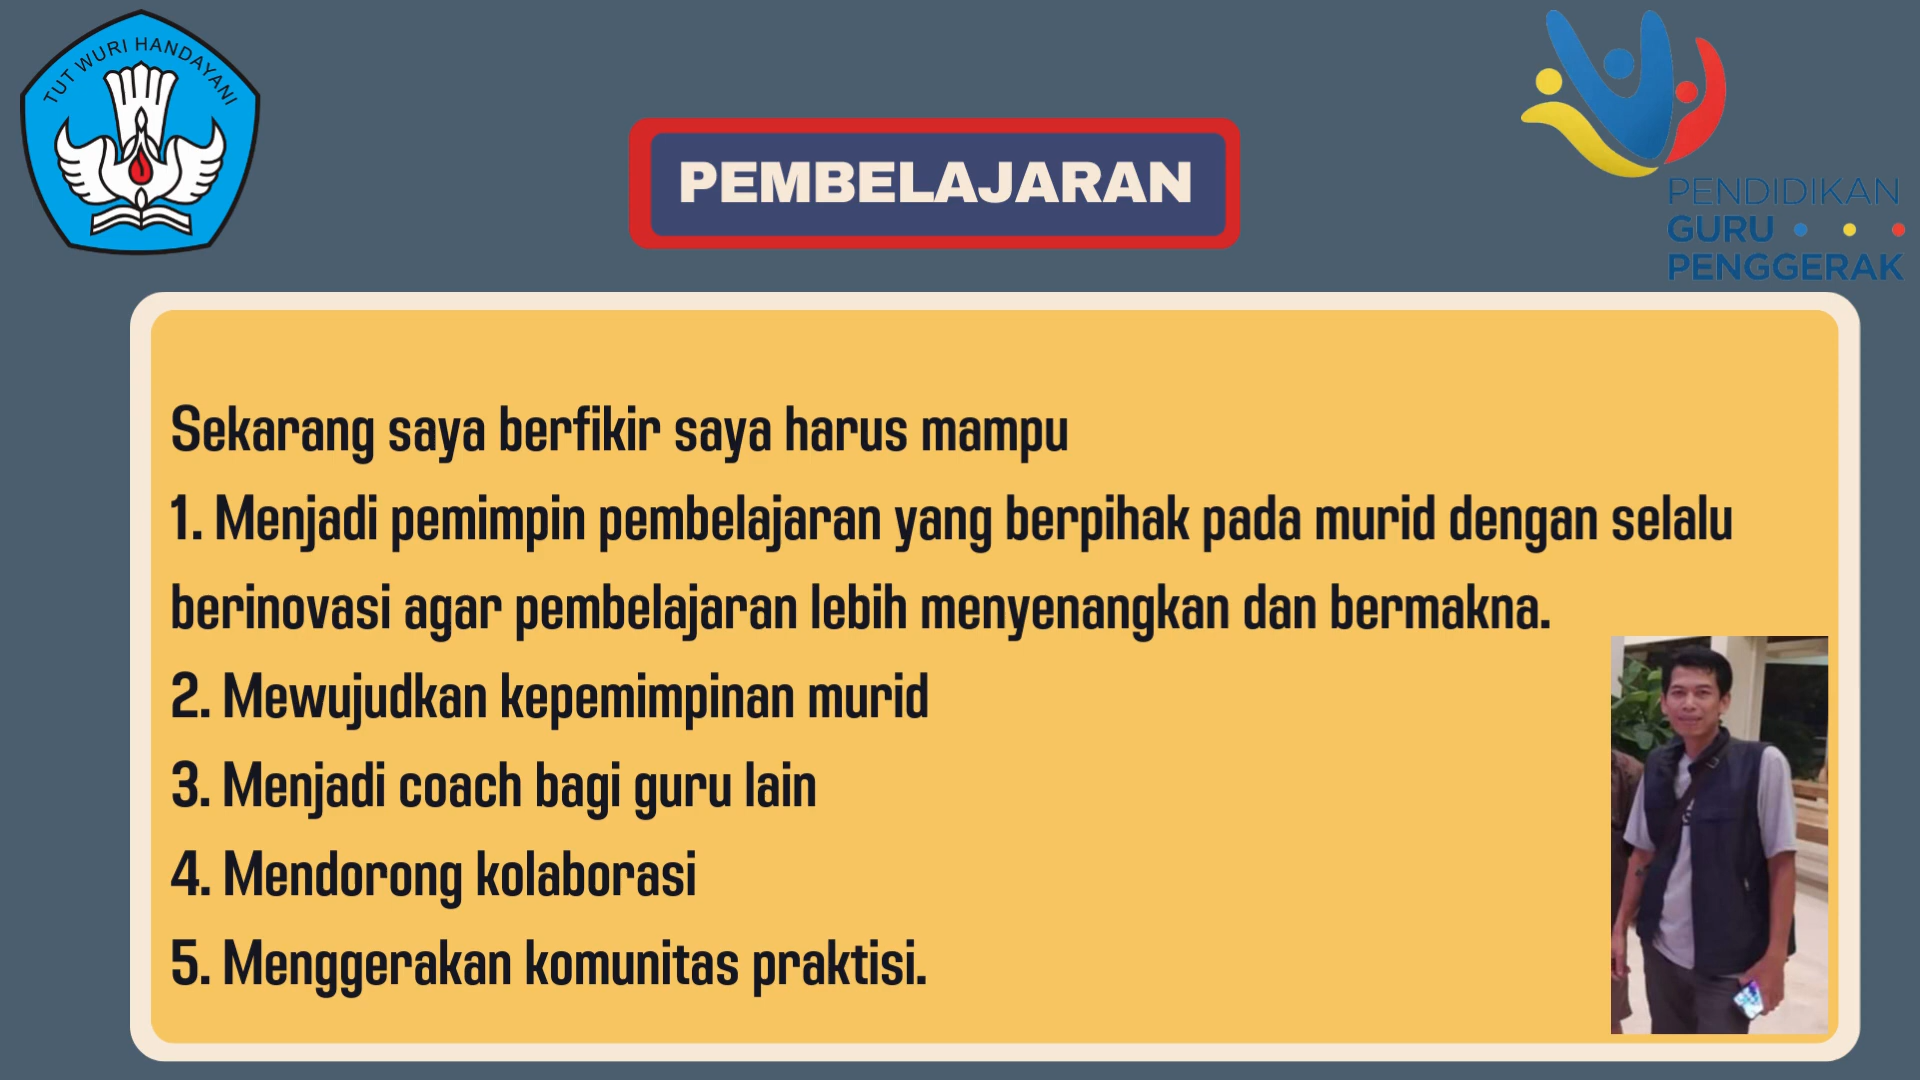 TUT WURI HANDAYANI
PEMBELAJARAN
PENDIDIKAN
GURU
PENGGERAK
Sekarang saya berfikir saya harus mampu
1. Menjadi pemimpin pembelajaran yang berpihak pada murid dengan selalu
berinovasi agar pembelajaran lebih menyenangkan dan bermakna.
2. Mewujudkan kepemimpinan murid
3. Menjadi coach bagi guru lain
4. Mendorong kolaborasi
5. Menggerakan komunitas praktisi.